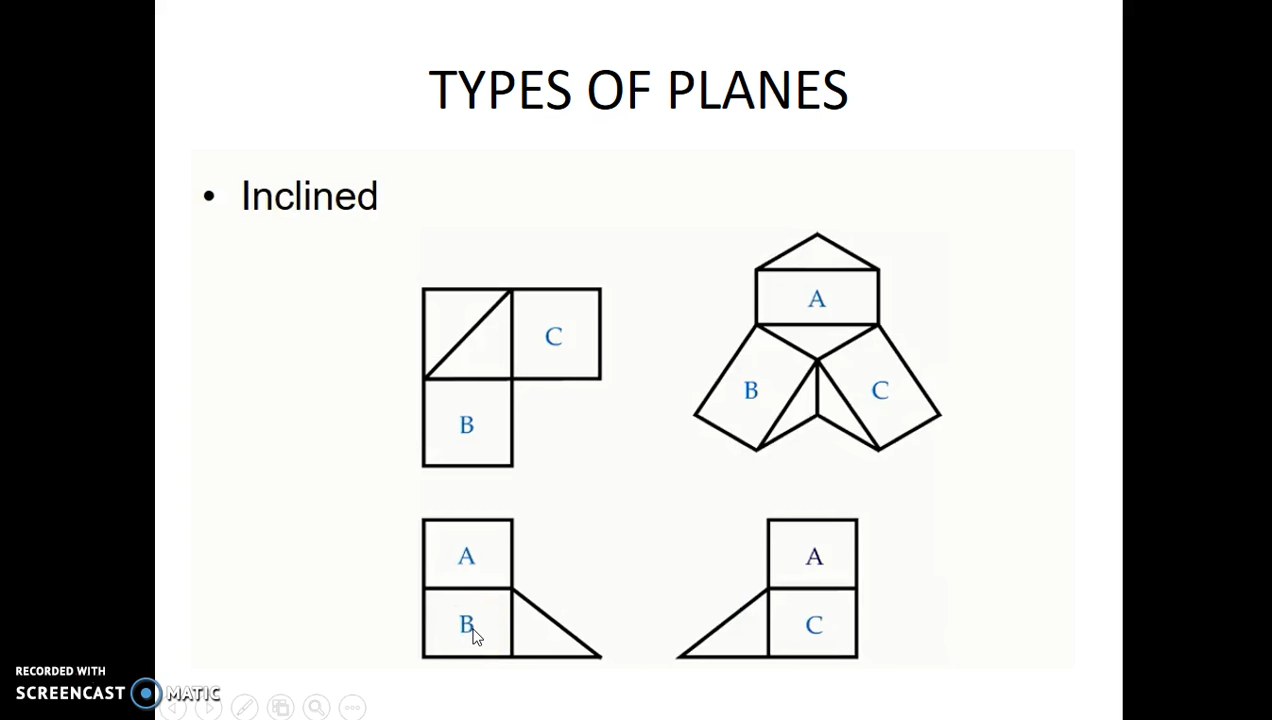 TYPES OF PLANES
• Inclined
A
C
B
C
B
A
A
B
C
RECORDED WITH
SCREENCAST MATIC